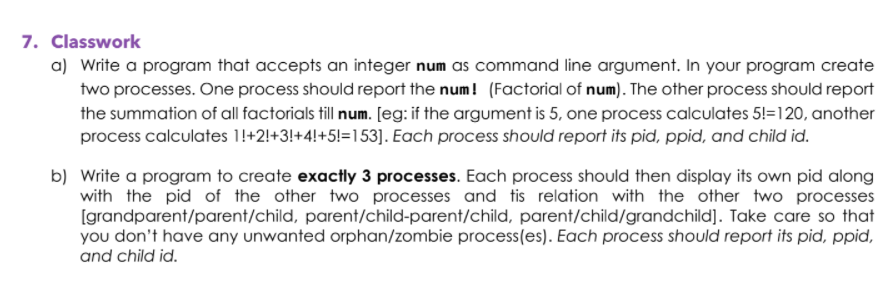 7. Classwork
a) Write a program that accepts an integer num as command line argument. In your program create
two processes. One process should report the num! (Factorial of num). The other process should report
the summation of all factorials till num. [eg: if the argument is 5, one process calculates 5!=120, another
process calculates 1!+2!+3!+4!+5!=153]. Each process should report its pid, ppid, and child id.
b) Write a program to create exactly 3 processes. Each process should then display its own pid along
with the pid of the other two processes and tis relation with the other two processes
[grandparent/parent/child, parent/child-parent/child, parent/child/grandchild]. Take care so that
you don't have any unwanted orphan/zombie process(es). Each process should report its pid, ppid,
and child id.